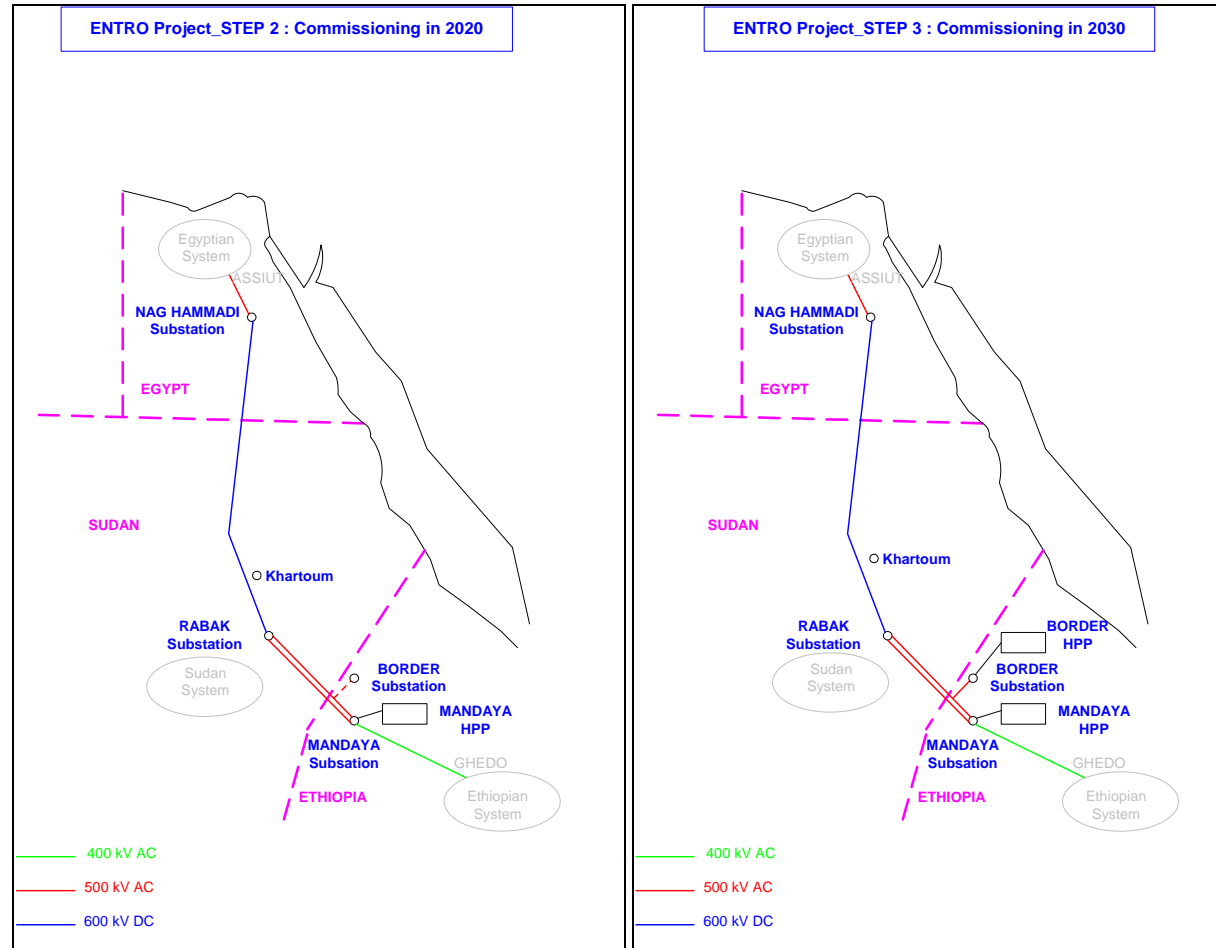 ENTRO Project_STEP 2 : Commissioning in 2020
Egyptian
System
ASSIUT
NAG HAMMADI
Substation
EGYPT
SUDAN
Khartoum
RABAK
Substation
Sudan
System
BORDER
Substation
MANDAYA
HPP
MANDAYA
Subsation
GHEDO
ETHIOPIA
Ethiopian
System
400 kV AC
500 kV AC
600 kV DC
ENTRO Project_STEP 3 : Commissioning in 2030
Egyptian
System
ASSIUT
NAG HAMMADI
Substation
EGYPT
SUDAN
Khartoum
RABAK
Substation
BORDER
HPP
Sudan
System
BORDER
Substation
MANDAYA
HPP
MANDAYA
Subsation
GHEDO
ETHIOPIA
Ethiopian
System
400 kV AC
500 kV AC
600 kV DC